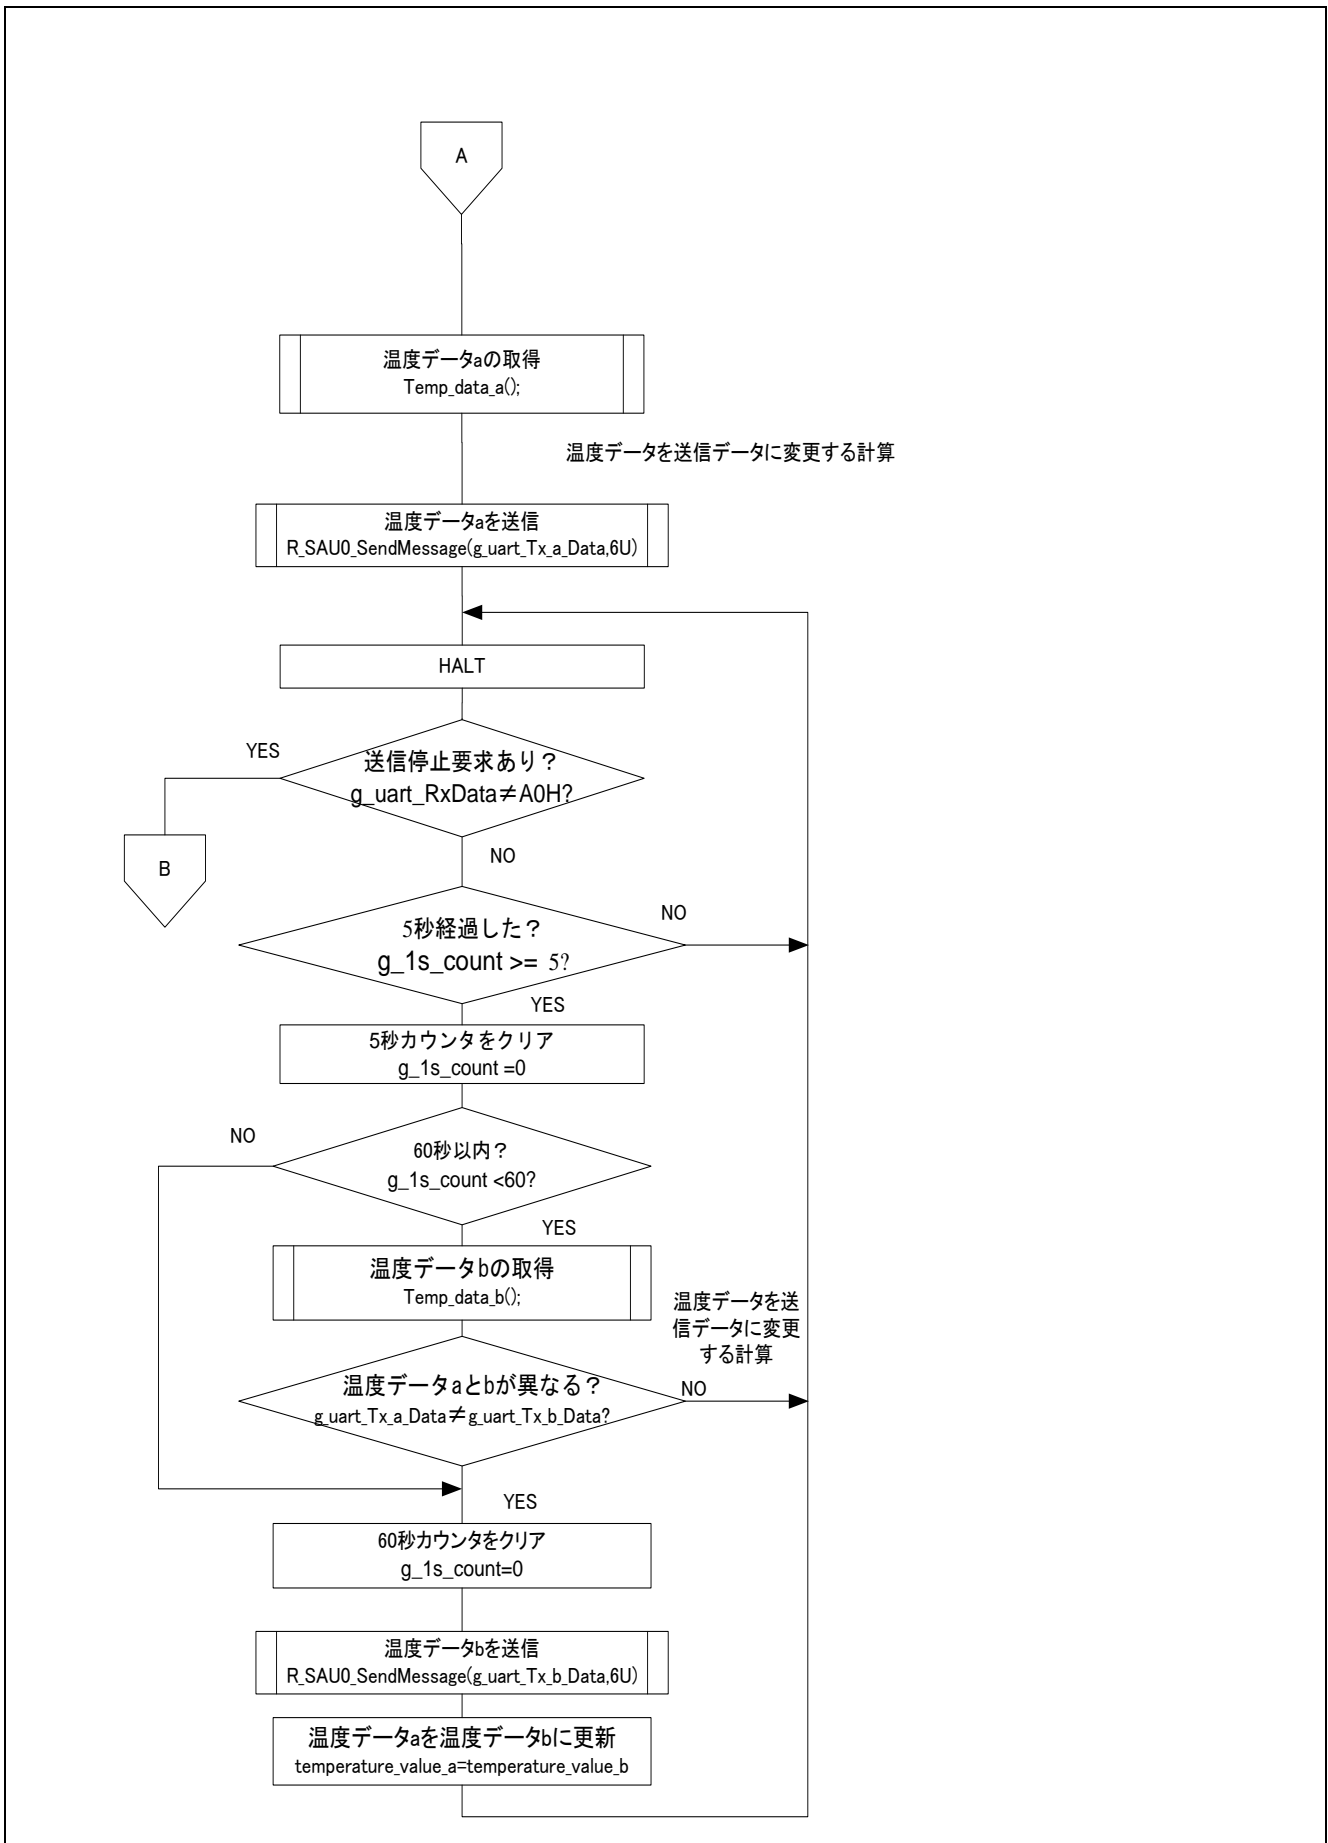 A
温度データaの取得
Temp_data_a();
温度データを送信データに変更する計算
温度データaを送信
R_SAU0_SendMessage(g_uart_Tx_a_Data,6U)
HALT
YES
送信停止要求あり？
g_uart_RxData≠A0H?
B
NO
5秒経過した？
g_1s_count >= 5?
NO
YES
5秒カウンタをクリア
g_1s_count =0
NO
60秒以内？
g_1s_count <60?
YES
温度データbの取得
Temp_data_b();
温度データを送
信データに変更
する計算
温度データaとbが異なる？
g_uart_Tx_a_Data≠g_uart_Tx_b_Data?
NO
YES
60秒カウンタをクリア
g_1s_count=0
温度データbを送信
R_SAU0_SendMessage(g_uart_Tx_b_Data,6U)
温度データaを温度データbに更新
temperature_value_a=temperature_value_b